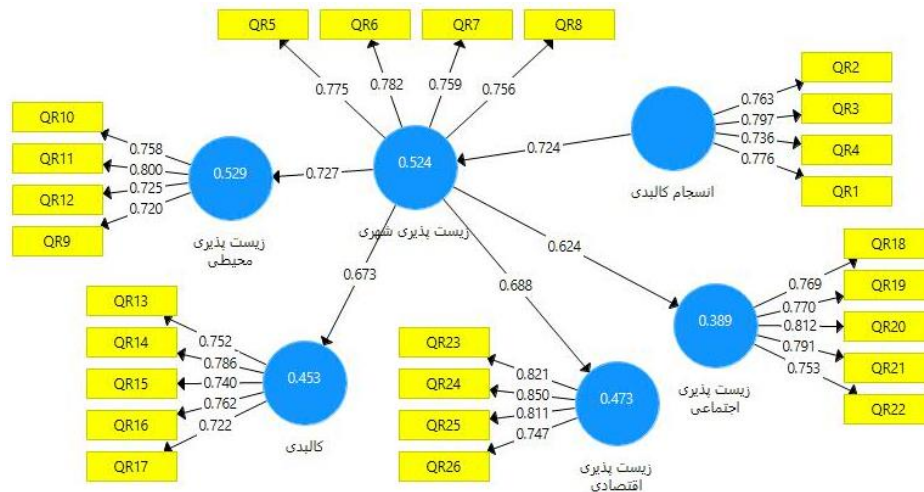 QR5
QR6
QR7
QR8
0.775
0.782
0.759
0.756
QR2
QR3
QR4
QR1
0.763
0.797
0.736
0.776
انسجام کالبدی
0.724
0.524
زیست پذیری شهری
0.727
0.529
زیست پذیری
محیطی
QR10
QR11
QR12
QR9
0.758
0.800
0.725
0.720
0.673
0.688
0.624
QR13
QR14
QR15
QR16
QR17
0.752
0.786
0.740
0.762
0.722
0.453
کالبدی
QR23
QR24
QR25
QR26
0.821
0.850
0.811
0.747
0.473
زیست پذیری
اقتصادی
0.389
زیست پذیری
اجتماعی
0.769
0.770
0.812
0.791
0.753
QR18
QR19
QR20
QR21
QR22